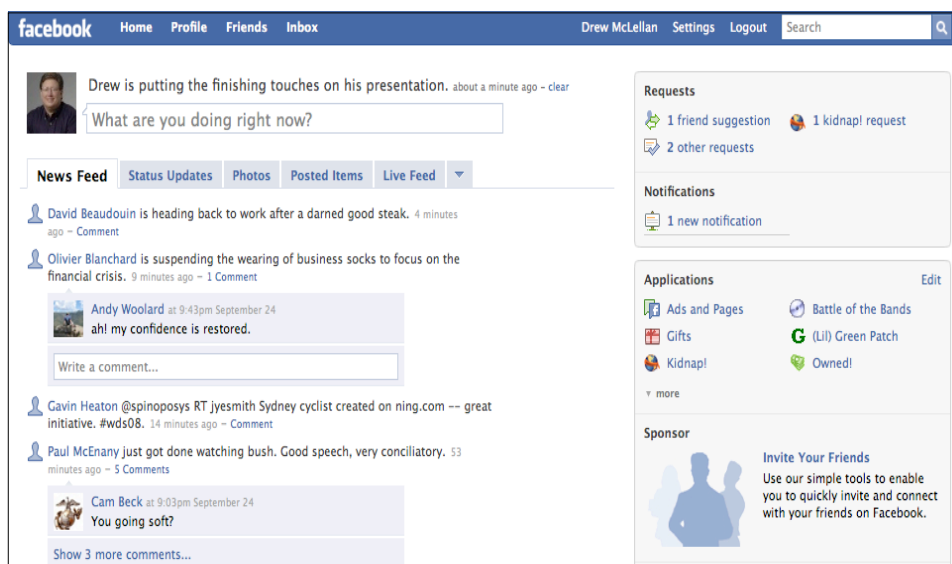 facebook Home Profile Friends Inbox Drew McLellan Settings Logout Search
Drew is putting the finishing touches on his presentation. about a minute ago – clear
What are you doing right now?
News Feed Status Updates Photos Posted Items Live Feed
David Beaudouin is heading back to work after a darned good steak. 4 minutes
ago – Comment
Olivier Blanchard is suspending the wearing of business socks to focus on the
financial crisis. 9 minutes ago – 1 Comment
Andy Woolard at 9:43pm September 24
ah! my confidence is restored.
Write a comment...
Gavin Heaton @spinoposys RT jyesmith Sydney cyclist created on ning.com -- great
initiative. #wds08. 14 minutes ago – Comment
Paul McEnany just got done watching bush. Good speech, very conciliatory. 53
minutes ago – 5 Comments
Cam Beck at 9:03pm September 24
You going soft?
Show 3 more comments...
Requests
1 friend suggestion 1 kidnap! request
2 other requests
Notifications
1 new notification
Applications Edit
Ads and Pages Battle of the Bands
Gifts G (Lil) Green Patch
Kidnap! Owned!
more
Sponsor
Invite Your Friends
Use our simple tools to enable
you to quickly invite and connect
with your friends on Facebook.